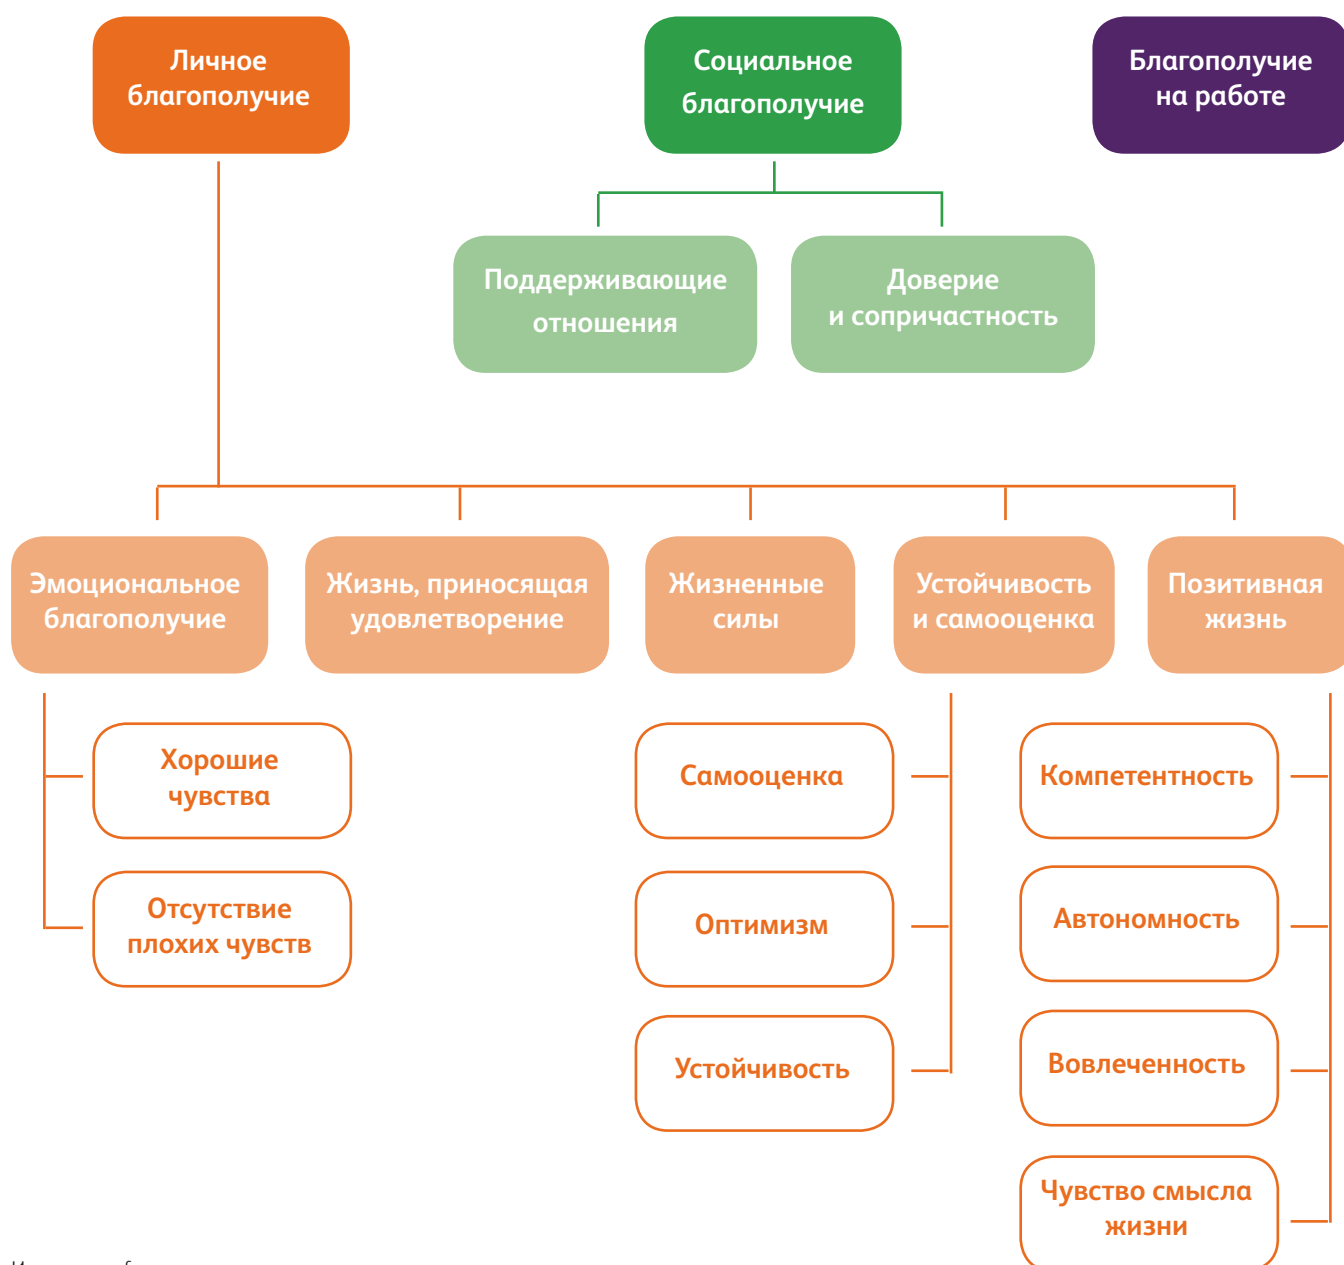 Личное
благополучие
Социальное
благополучие
Благополучие
на работе
Поддерживающие
отношения
Доверие
и сопричастность
Эмоциональное
благополучие
Жизнь, приносящая
удовлетворение
Жизненные
силы
Устойчивость
и самооценка
Позитивная
жизнь
Хорошие
чувства
Отсутствие
плохих чувств
Самооценка
Оптимизм
Устойчивость
Компетентность
Автономность
Вовлеченность
Чувство смысла
жизни